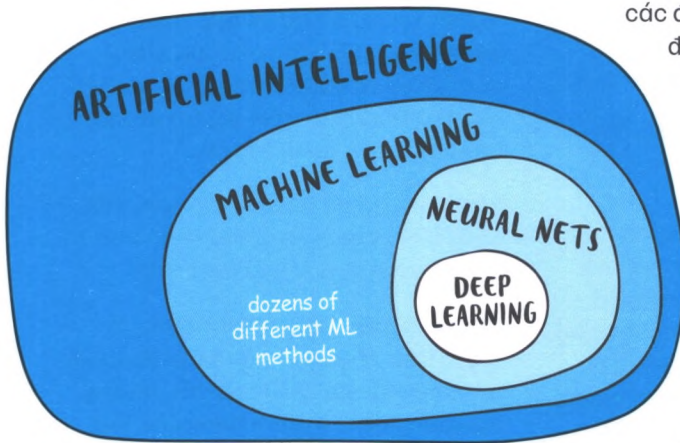 các
ARTIFICIAL INTELLIGENCE
MACHINE LEARNING
NEURAL NETS
DEEP
LEARNING
dozens of
different ML
methods